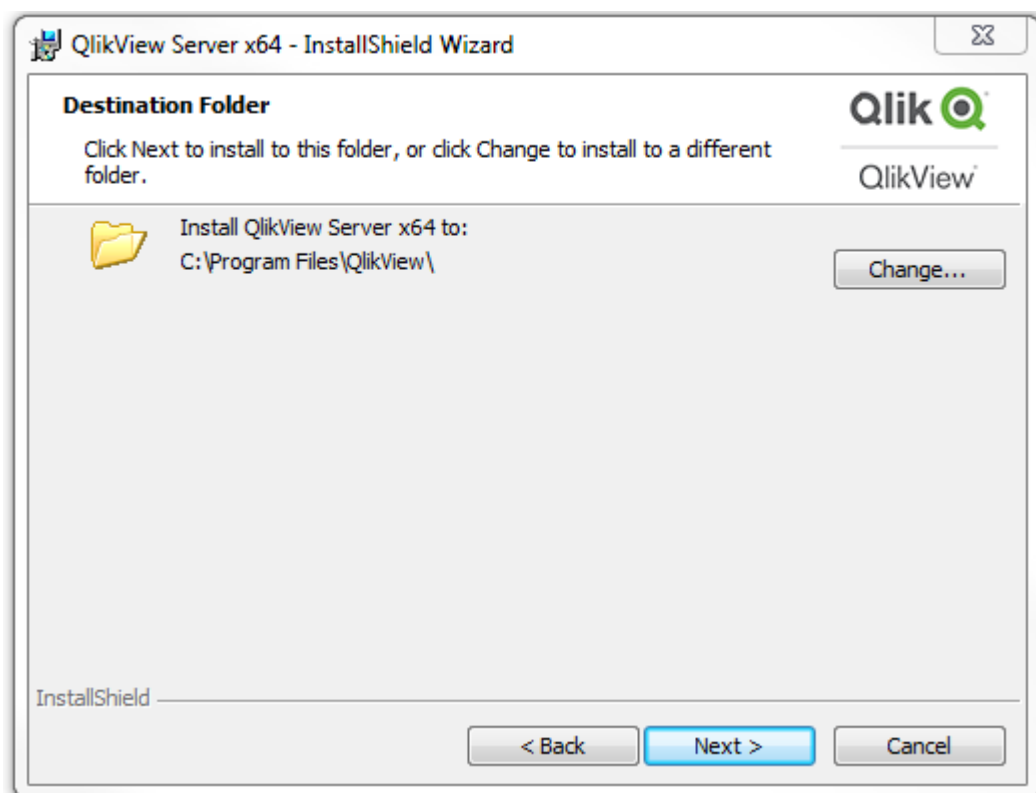 QlikView Server x64 - InstallShield Wizard
Destination Folder
Click Next to install to this folder, or click Change to install to a different
folder.
Qlik
QlikView
Install QlikView Server x64 to:
C:\Program Files\QlikView\
Change...
InstallShield
< Back
Next >
Cancel